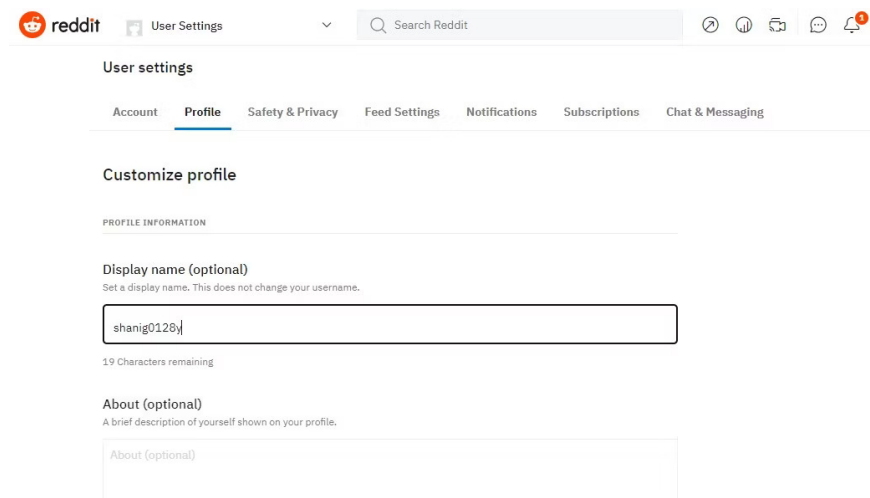 reddit User Settings Search Reddit 1
User settings
Account Profile Safety & Privacy Feed Settings Notifications Subscriptions Chat & Messaging
Customize profile
PROFILE INFORMATION
Display name (optional)
Set a display name. This does not change your username.
shanig0128y
19 Characters remaining
About (optional)
A brief description of yourself shown on your profile.
About (optional)